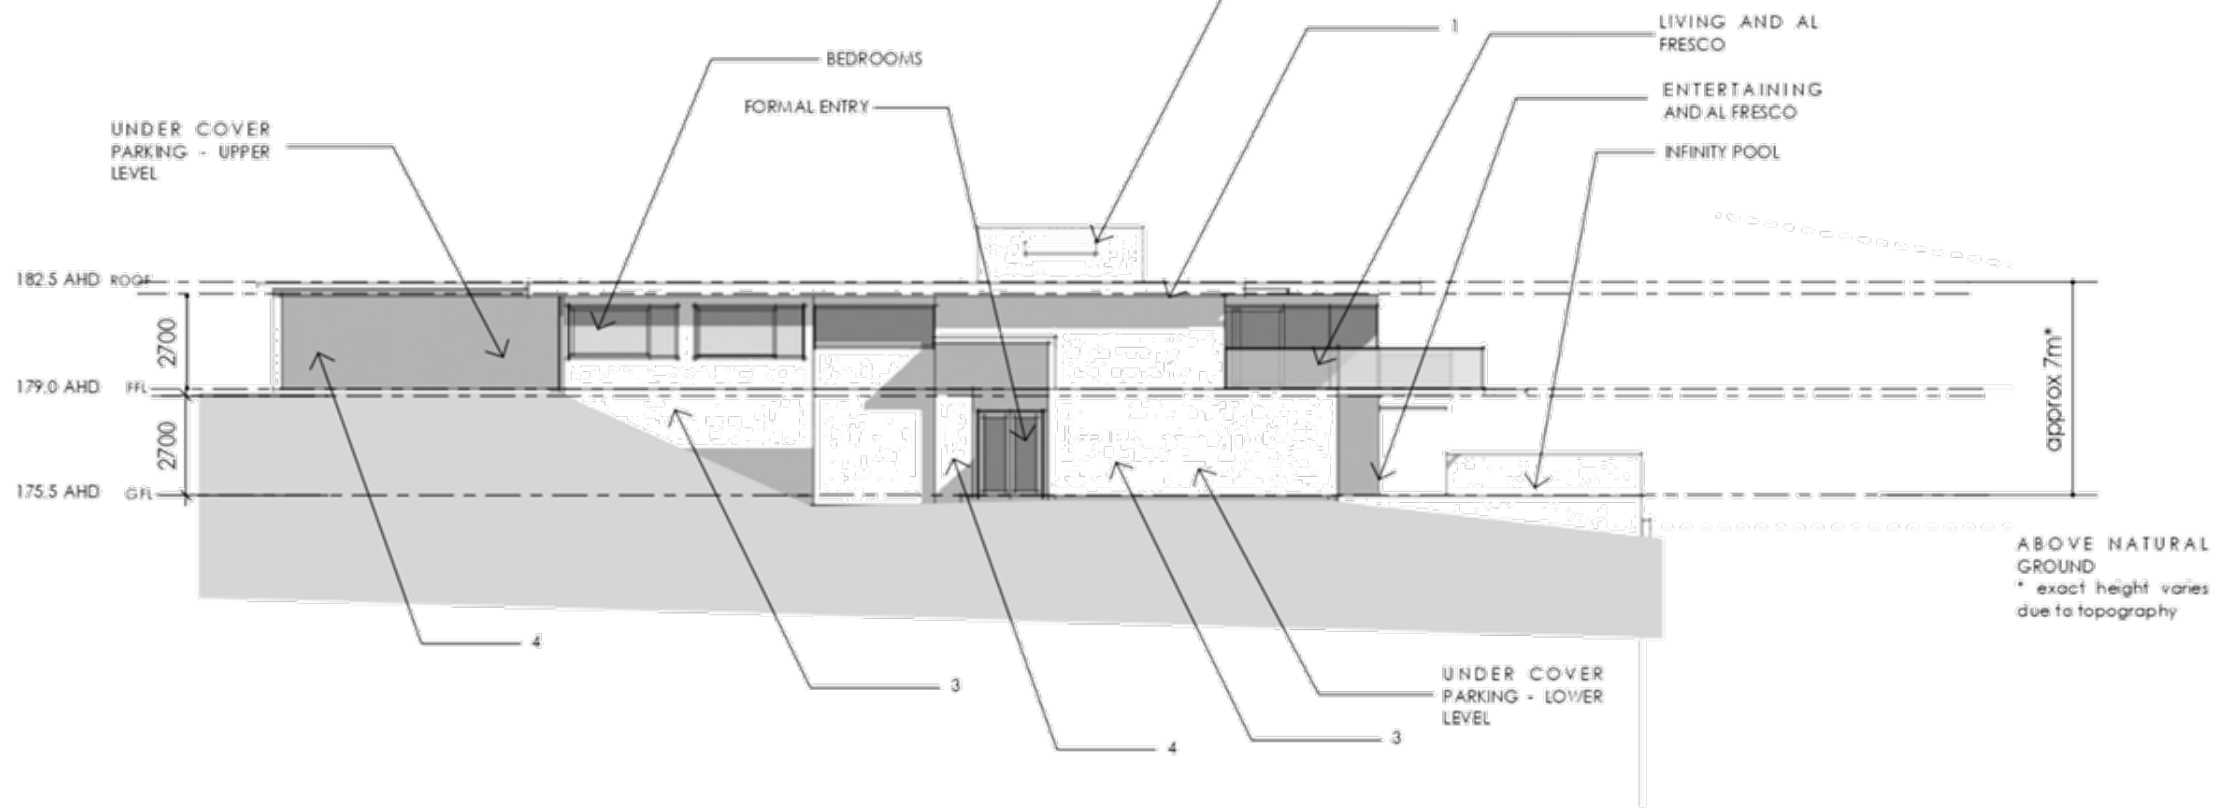 1
LIVING AND AL
FRESCO
BEDROOMS
ENTERTAINING
AND AL FRESCO
FORMAL ENTRY
UNDER COVER
PARKING - UPPER
LEVEL
INFINITY POOL
182.5 AHD ROOF
2700
approx 7m*
179.0 AHD FFL
2700
175.5 AHD GFL
ABOVE NATURAL
GROUND
* exact height varies
due to topography
4
3
UNDER COVER
PARKING - LOWER
LEVEL
3
4